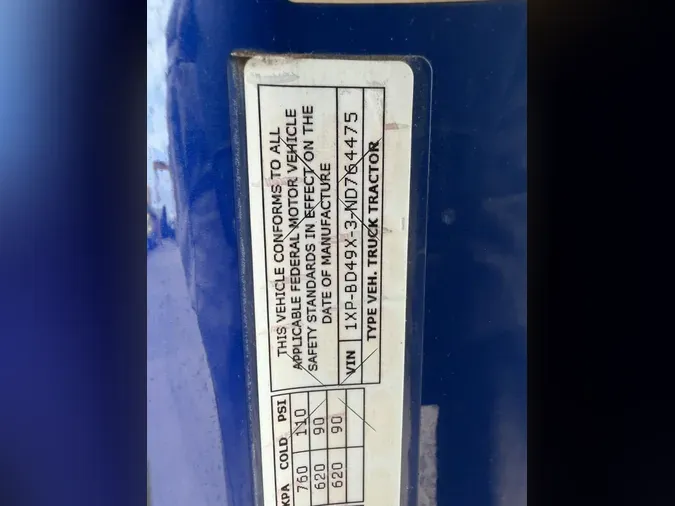 KPA COLD PSI
760 110
620 90
620 90
THIS VEHICLE CONFORMS TO ALL
APPLICABLE FEDERAL MOTOR VEHICLE
SAFETY STANDARDS IN EFFECT ON THE
DATE OF MANUFACTURE
VIN 1XP-BD49X-3-ND764475
TYPE VEH. TRUCK TRACTOR